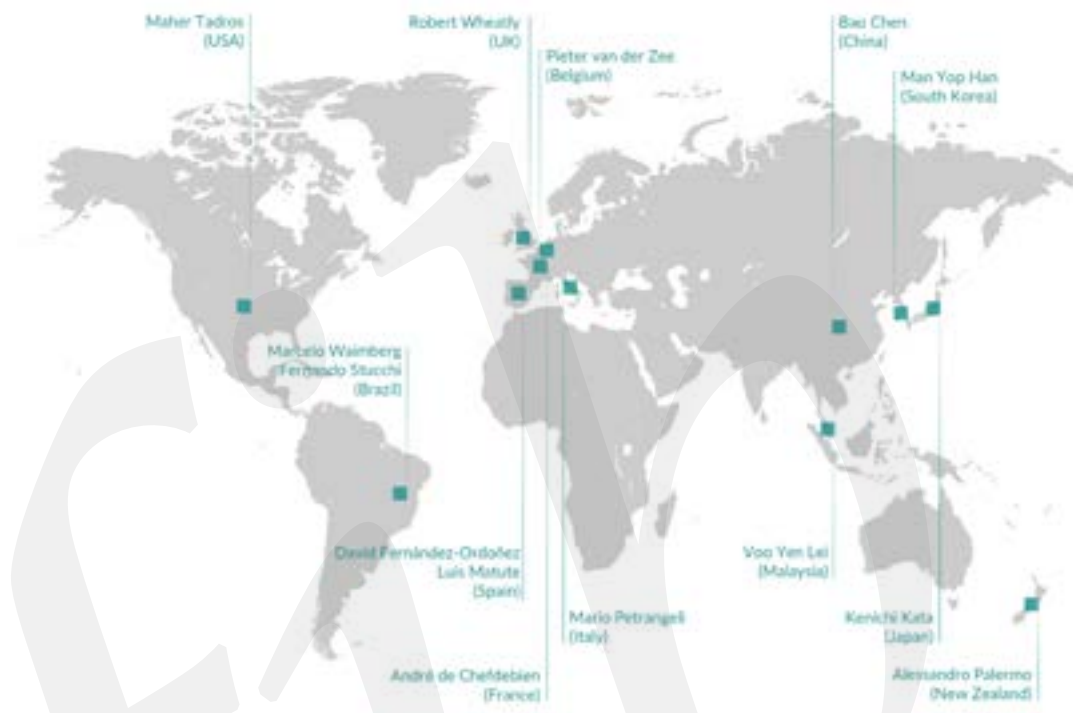 Maher Tadros
(USA)
Robert Wheatly
(UK)
Pieter van der Zee
(Belgium)
Bao Chen
(China)
Man Yop Han
(South Korea)
Marcelo Waimberg
Fernando Stucchi
(Brazil)
David Fernández-Ordoñez
Luis Matute
(Spain)
Voo Yen Lei
(Malaysia)
Mario Petrangeli
(Italy)
Kenichi Kata
(Japan)
André de Chefdebien
(France)
Alessandro Palermo
(New Zealand)